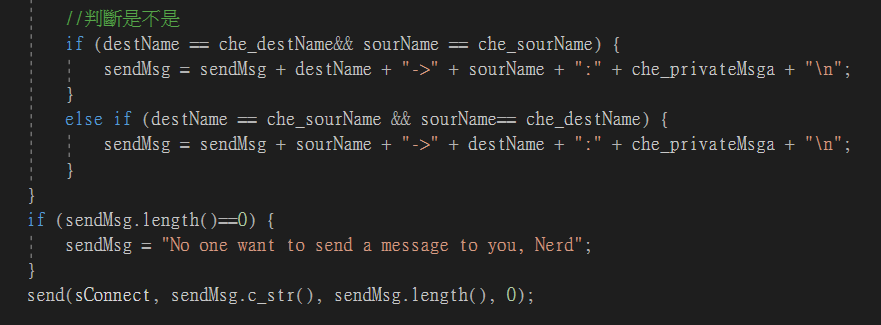 //判斷是不是
if (destName == che_destName&& sourName == che_sourName) {
sendMsg = sendMsg + destName + "->" + sourName + ":" + che_privateMsga + "\n";
}
else if (destName == che_sourName && sourName== che_destName) {
sendMsg = sendMsg + sourName + "->" + destName + ":" + che_privateMsga + "\n";
}
}
if (sendMsg.length()==0) {
sendMsg = "No one want to send a message to you, Nerd";
}
send(sConnect, sendMsg.c_str(), sendMsg.length(), 0);